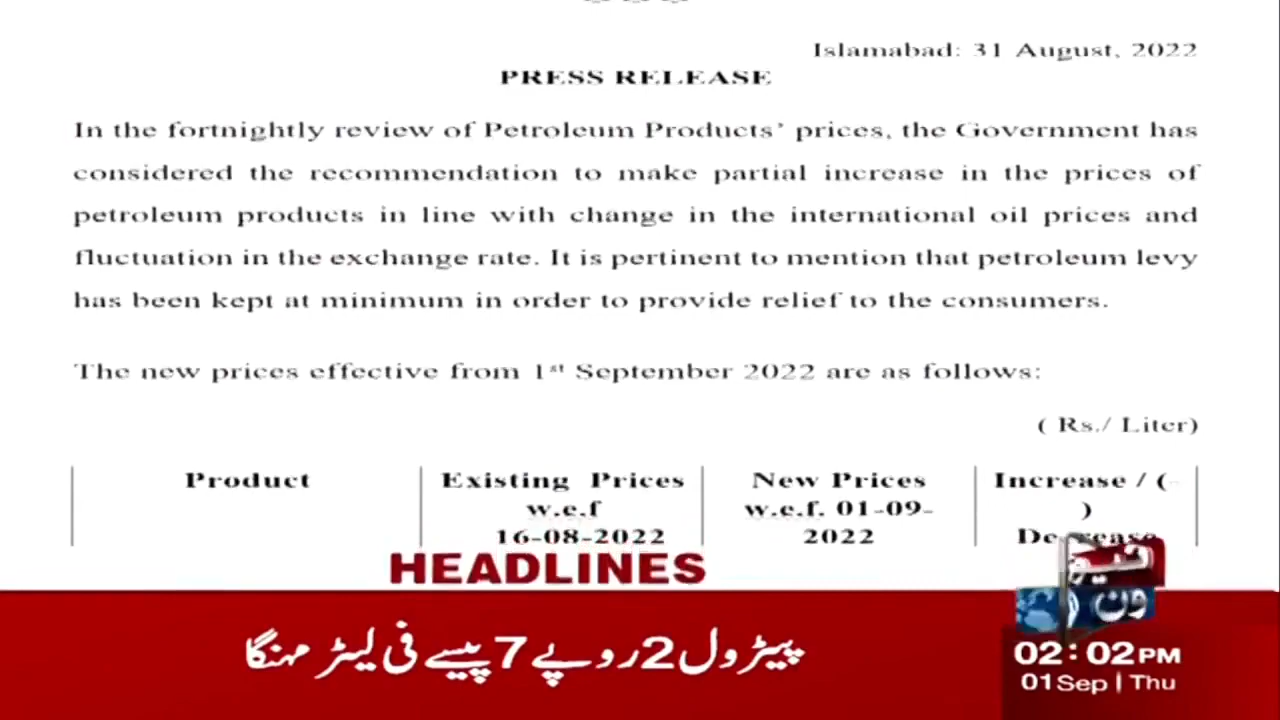 Islamabad: 31 August, 2022
PRESS RELEASE
In the fortnightly review of Petroleum Products' prices, the Government has
considered the recommendation to make partial increase in the prices of
petroleum products in line with change in the international oil prices and
fluctuation in the exchange rate. It is pertinent to mention that petroleum levy
has been kept at minimum in order to provide relief to the consumers.
The new prices effective from 1st September 2022 are as follows:
( Rs./ Liter)
Product
Existing Prices
w.e.f
16-08-2022
New Prices
w.e.f. 01-09-
2022
Increase / (-
)
Decrease
HEADLINES
پیٹرول 2 روپے 7 پیسے فی لیٹر مہنگا
نیوز
ون
02:02PM
01 Sep | Thu